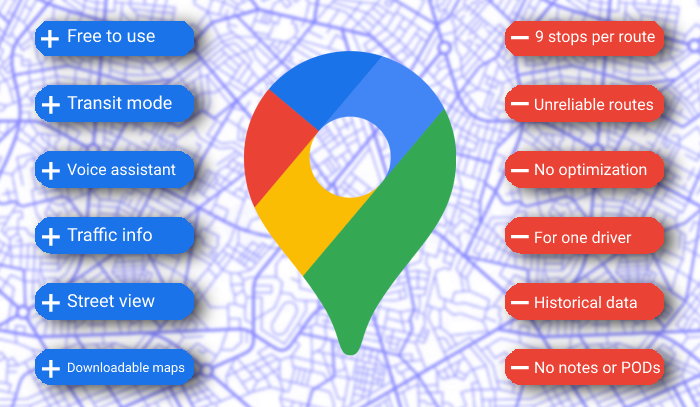 + Free to use
+ Transit mode
+ Voice assistant
+ Traffic info
+ Street view
+ Downloadable maps
− 9 stops per route
− Unreliable routes
− No optimization
− For one driver
− Historical data
− No notes or PODs